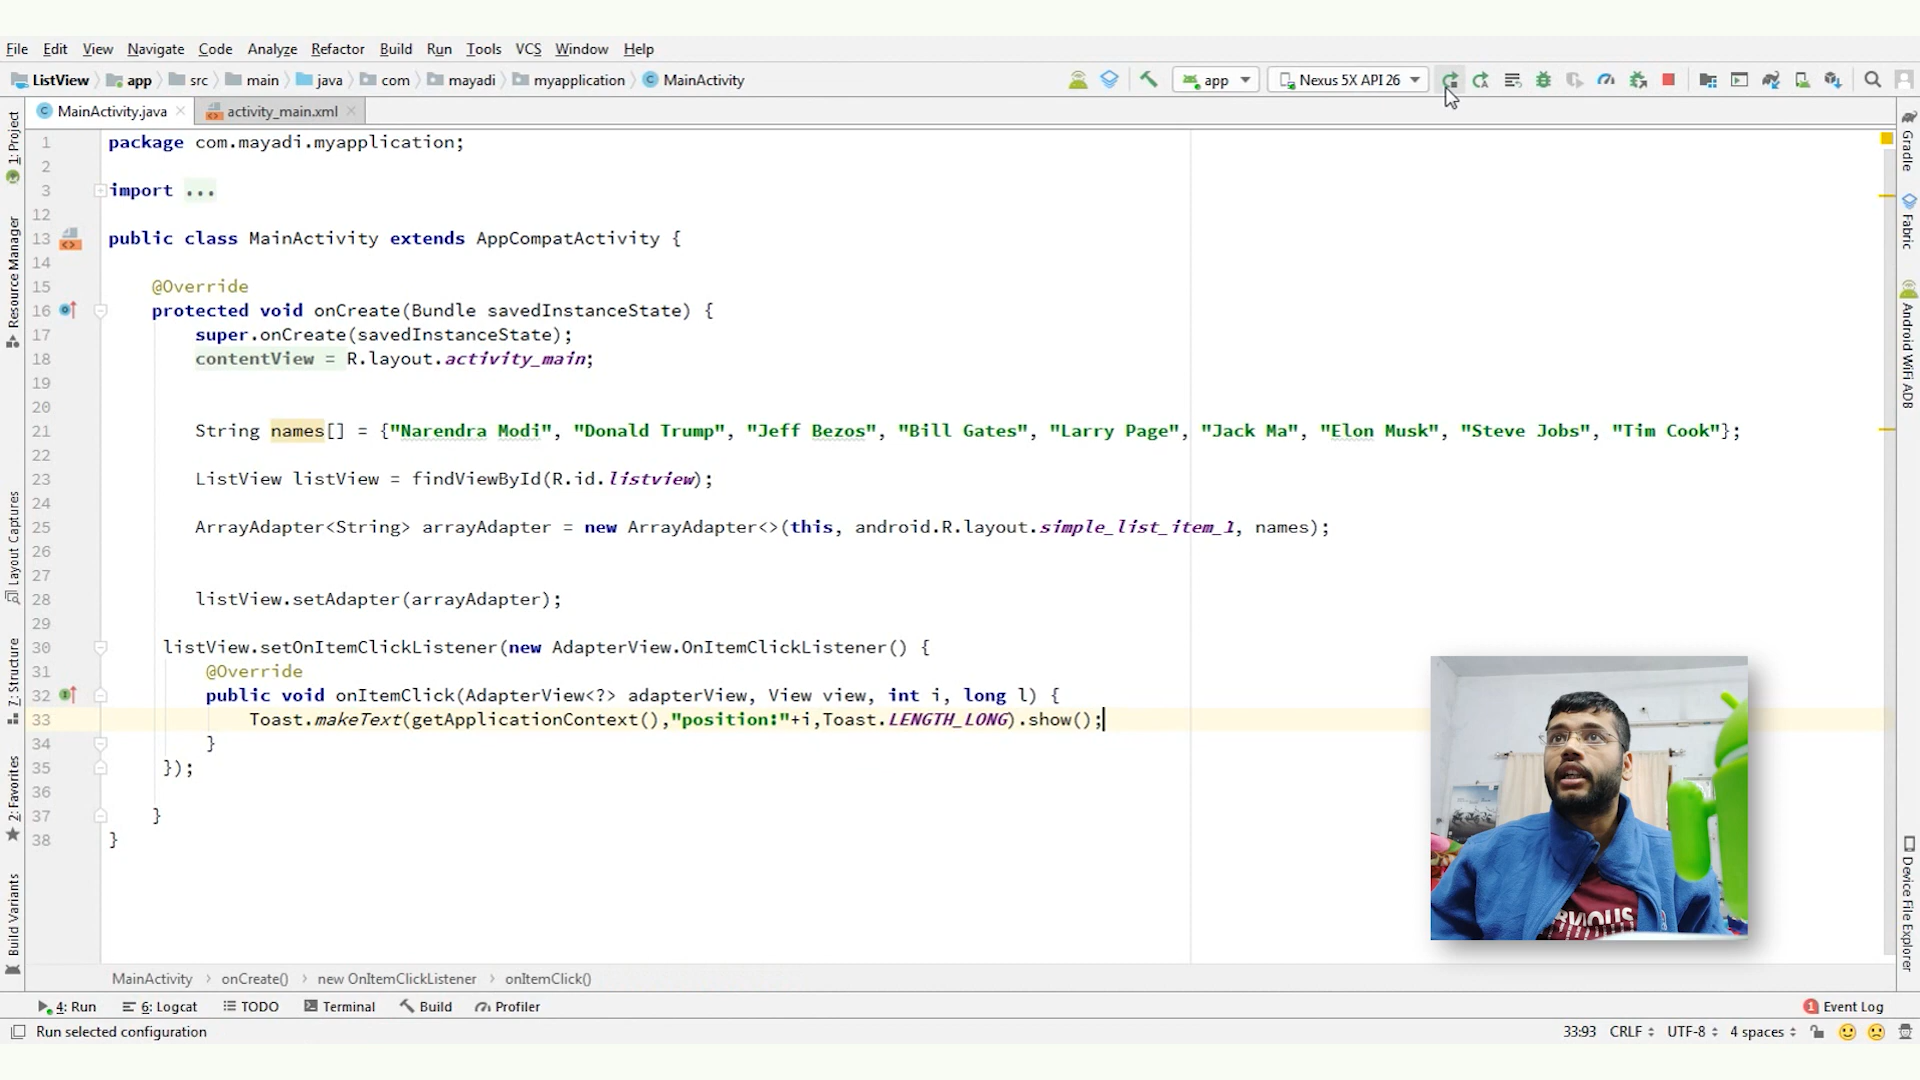 File Edit View Navigate Code Analyze Refactor Build Run Tools VCS Window Help
ListView app src main java com mayadi myapplication MainActivity app Nexus 5X API 26
MainActivity.java activity_main.xml
1 package com.mayadi.myapplication;
2
3 import ...
12
13 public class MainActivity extends AppCompatActivity {
14
15 @Override
16 protected void onCreate(Bundle savedInstanceState) {
17 super.onCreate(savedInstanceState);
18 contentView = R.layout.activity_main;
19
20
21 String names[] = {"Narendra Modi", "Donald Trump", "Jeff Bezos", "Bill Gates", "Larry Page", "Jack Ma", "Elon Musk", "Steve Jobs", "Tim Cook"};
22
23 ListView listView = findViewById(R.id.listview);
24
25 ArrayAdapter<String> arrayAdapter = new ArrayAdapter<>(this, android.R.layout.simple_list_item_1, names);
26
27
28 listView.setAdapter(arrayAdapter);
29
30 listView.setOnItemClickListener(new AdapterView.OnItemClickListener() {
31 @Override
32 public void onItemClick(AdapterView<?> adapterView, View view, int i, long l) {
33 Toast.makeText(getApplicationContext(),"position:"+i,Toast.LENGTH_LONG).show();
34 }
35 });
36
37 }
38 }
1: Project
Resource Manager
Layout Captures
7: Structure
2: Favorites
Build Variants
Gradle
Fabric
Android WiFi ADB
Device File Explorer
MainActivity onCreate() new OnItemClickListener onItemClick()
4: Run 6: Logcat TODO Terminal Build Profiler 1 Event Log
Run selected configuration 33:93 CRLF UTF-8 4 spaces